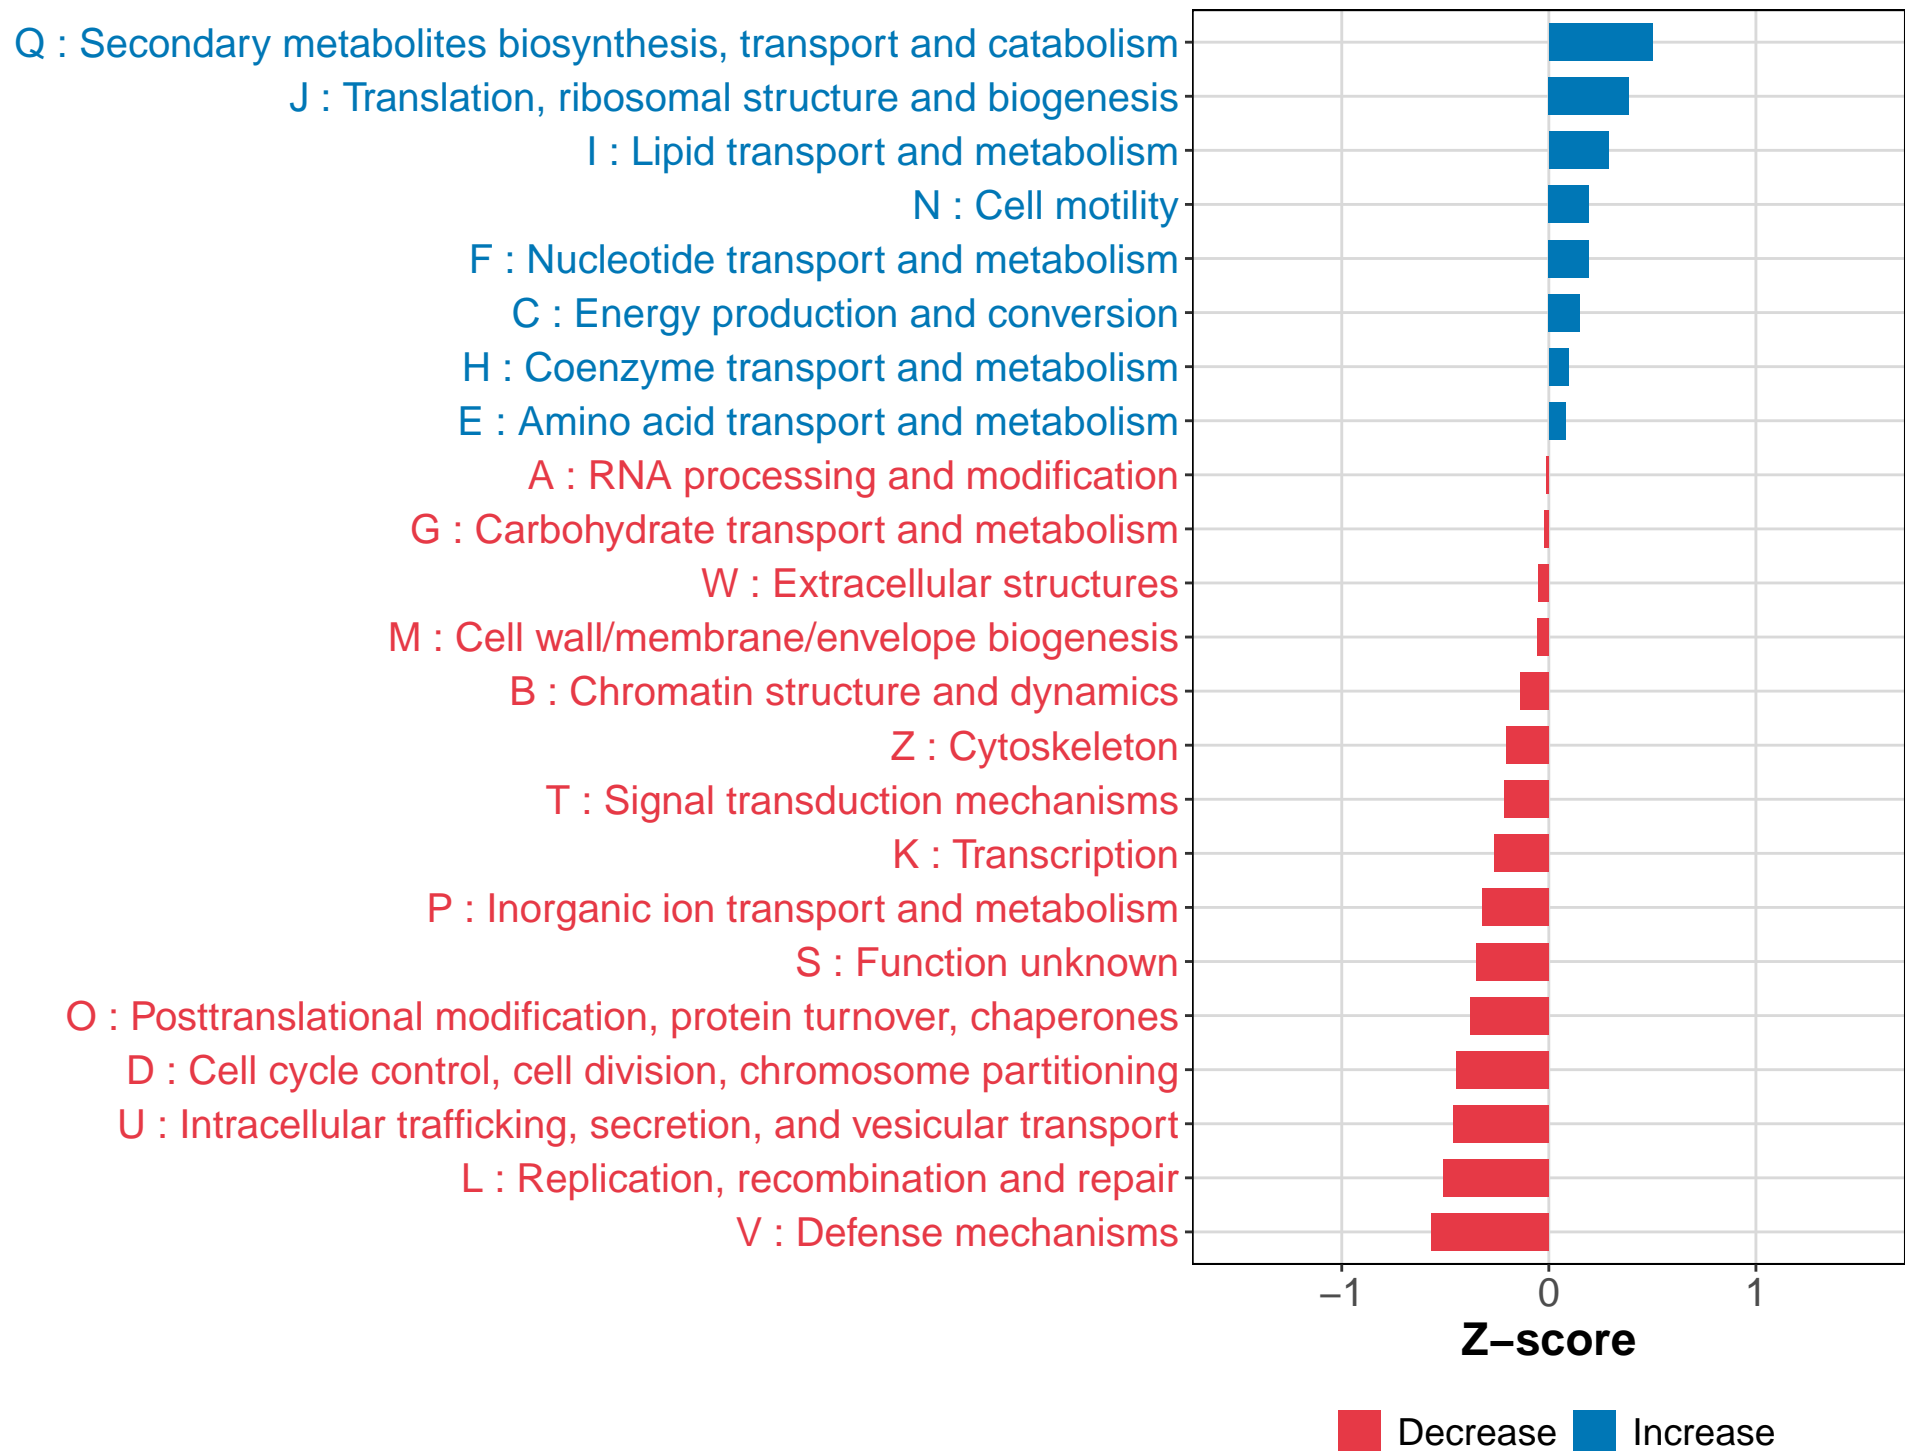 Q : Secondary metabolites biosynthesis, transport and catabolism
J : Translation, ribosomal structure and biogenesis
I : Lipid transport and metabolism
N : Cell motility
F : Nucleotide transport and metabolism
C : Energy production and conversion
H : Coenzyme transport and metabolism
E : Amino acid transport and metabolism
A : RNA processing and modification
G : Carbohydrate transport and metabolism
W : Extracellular structures
M : Cell wall/membrane/envelope biogenesis
B : Chromatin structure and dynamics
Z : Cytoskeleton
T : Signal transduction mechanisms
K : Transcription
P : Inorganic ion transport and metabolism
S : Function unknown
O : Posttranslational modification, protein turnover, chaperones
D : Cell cycle control, cell division, chromosome partitioning
U : Intracellular trafficking, secretion, and vesicular transport
L : Replication, recombination and repair
V : Defense mechanisms
−1 0 1
Z−score
Decrease Increase